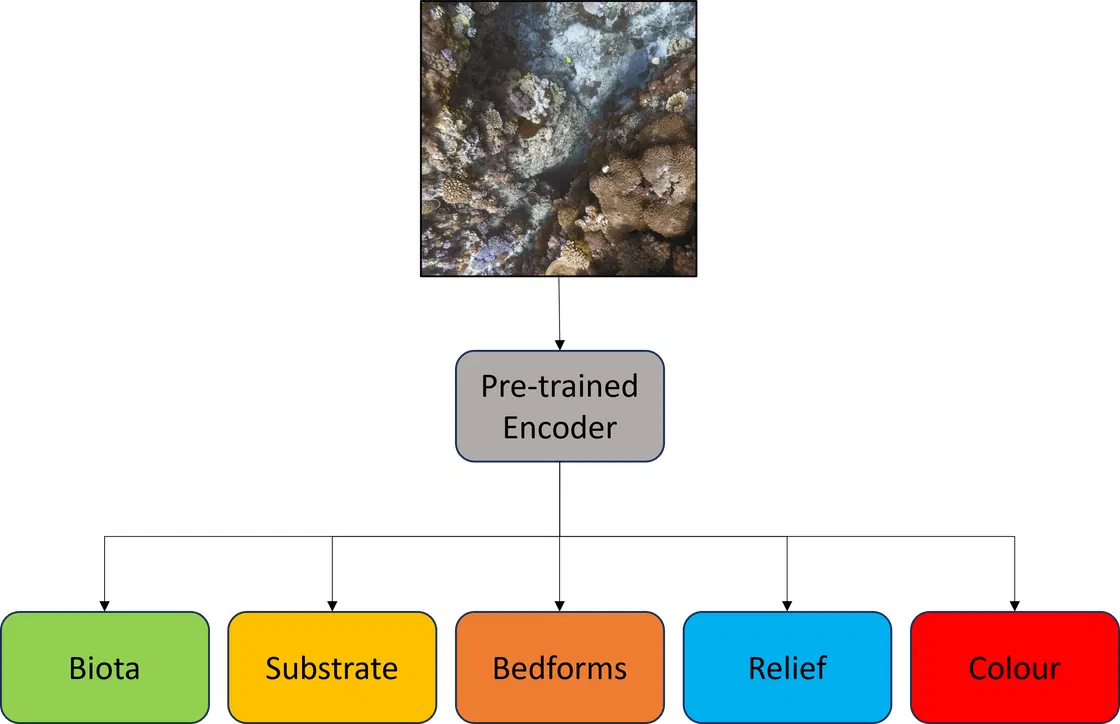 Pre-trained
Encoder
Biota
Substrate
Bedforms
Relief
Colour